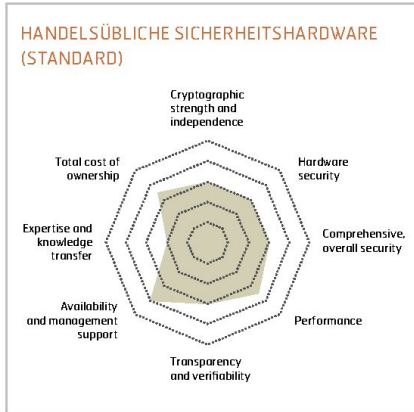 HANDELSÜBLICHE SICHERHEITSHARDWARE
(STANDARD)
Cryptographic
strength and
independence
Total cost of
ownership
Hardware
security
Expertise and
knowledge
transfer
Comprehensive,
overall security
Availability
and management
support
Performance
Transparency
and verifiability